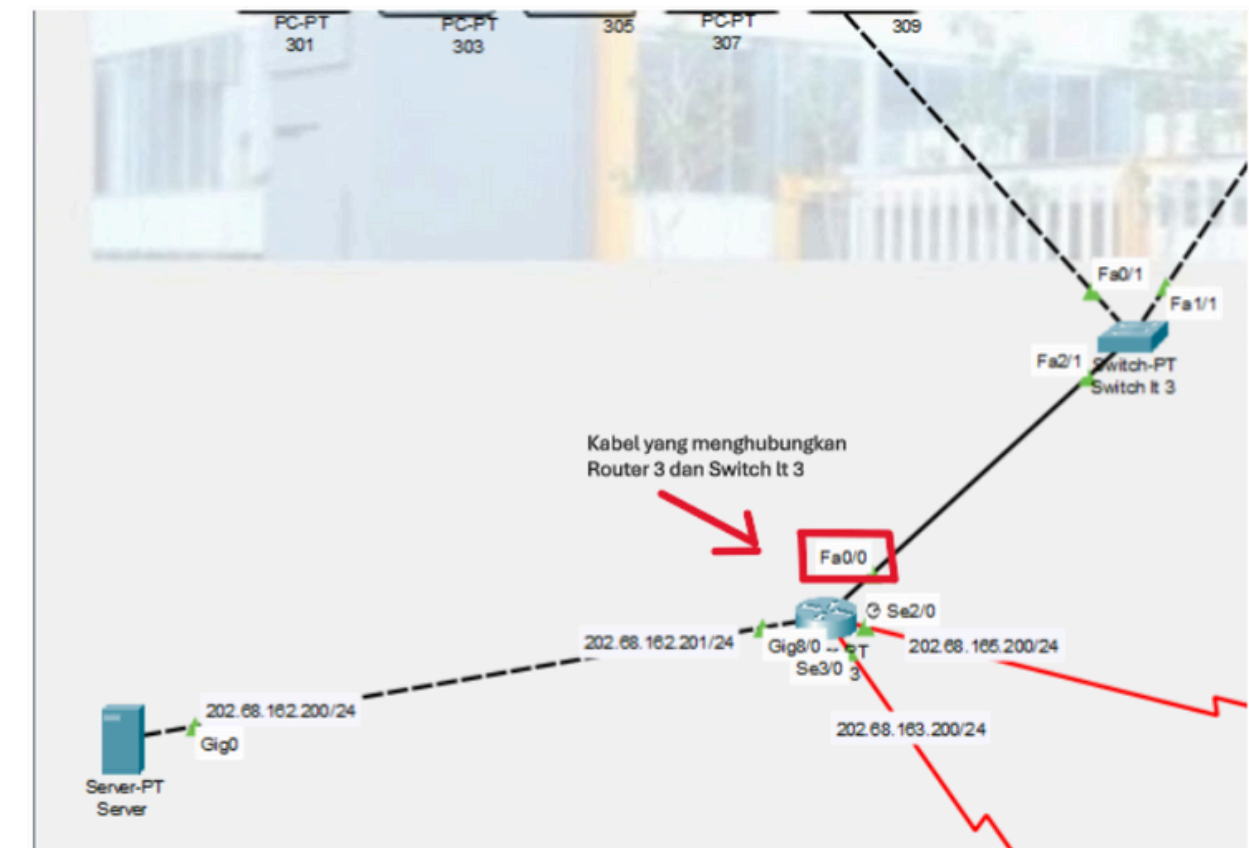 PC-PT
301
PC-PT
303
305
PC-PT
307
309
Fa0/1
Fa1/1
Fa2/1
Switch-PT
Switch lt 3
Kabel yang menghubungkan
Router 3 dan Switch lt 3
Fa0/0
Se2/0
202.68.162.201/24
Gig8/0
PT
202.68.165.200/24
Se3/0
3
202.68.162.200/24
Gig0
202.68.163.200/24
Server-PT
Server